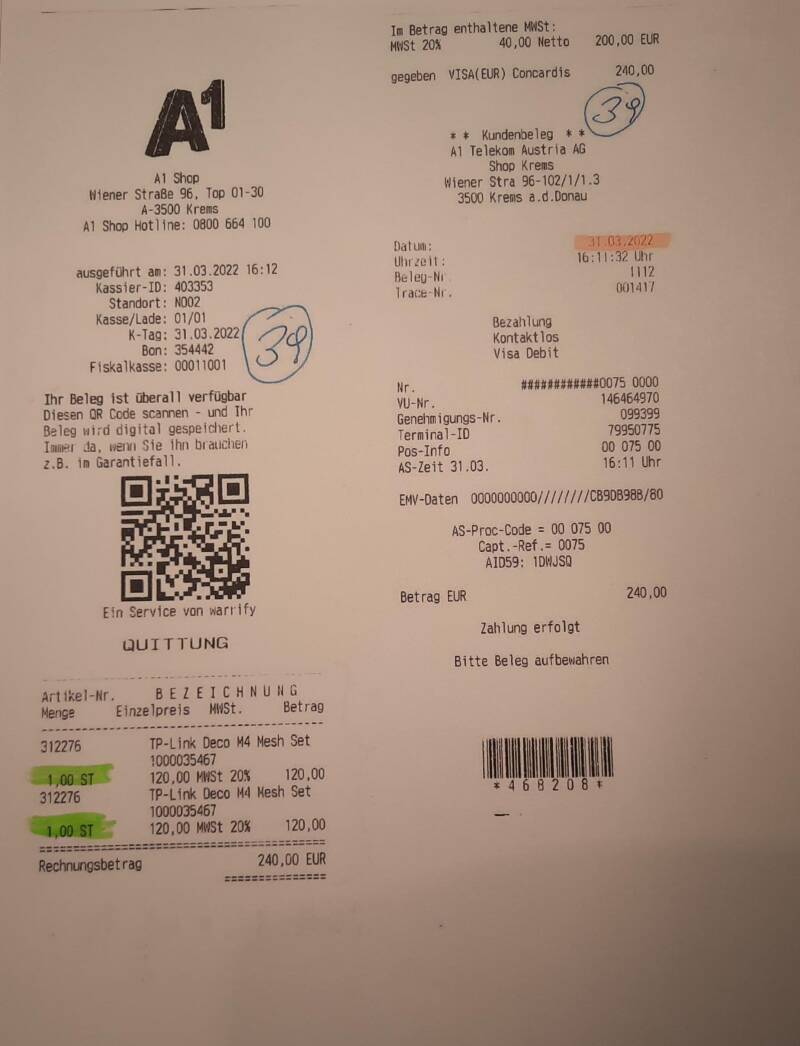 A1
A1 Shop
Wiener Straße 96, Top 01-30
A-3500 Krems
A1 Shop Hotline: 0800 664 100
ausgeführt am: 31.03.2022 16:12
Kassier-ID: 403353
Standort: N002
Kasse/Lade: 01/01
K-Tag: 31.03.2022
Bon: 354442
Fiskalkasse: 00011001
39
Ihr Beleg ist überall verfügbar
Diesen QR Code scannen - und Ihr
Beleg wird digital gespeichert.
Immer da, wenn Sie ihn brauchen
z.B. im Garantiefall.
Ein Service von warrify
QUITTUNG
Artikel-Nr. BEZEICHNUNG
Menge Einzelpreis MWSt. Betrag
312276 TP-Link Deco M4 Mesh Set
1000035467
1,00 ST 120,00 MWSt 20% 120,00
312276 TP-Link Deco M4 Mesh Set
1000035467
1,00 ST 120,00 MWSt 20% 120,00
Rechnungsbetrag 240,00 EUR
Im Betrag enthaltene MWSt:
MWSt 20% 40,00 Netto 200,00 EUR
gegeben VISA(EUR) Concardis 240,00
39
* * Kundenbeleg * *
A1 Telekom Austria AG
Shop Krems
Wiener Stra 96-102/1/1.3
3500 Krems a.d.Donau
Datum: 31.03.2022
Uhrzeit: 16:11:32 Uhr
Beleg-Nr. 1112
Trace-Nr. 001417
Bezahlung
Kontaktlos
Visa Debit
Nr. ############0075 0000
VU-Nr. 146464970
Genehmigungs-Nr. 099399
Terminal-ID 79950775
Pos-Info 00 075 00
AS-Zeit 31.03. 16:11 Uhr
EMV-Daten 0000000000////////CB9DB98B/80
AS-Proc-Code = 00 075 00
Capt.-Ref.= 0075
AID59: 1DWJSQ
Betrag EUR 240,00
Zahlung erfolgt
Bitte Beleg aufbewahren
*468208*